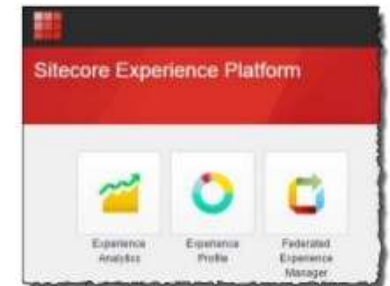 Sitecore Experience Platform
Experience
Analytics
Experience
Profile
Federated
Experience
Manager